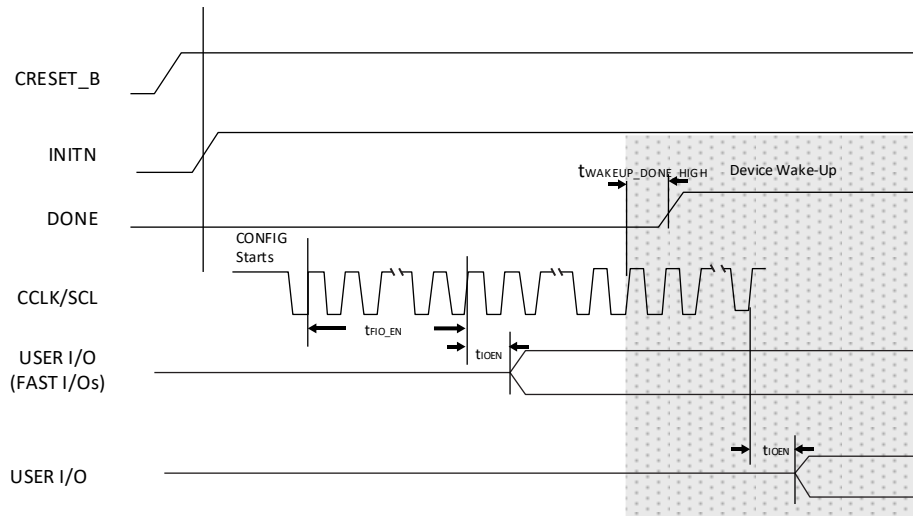 CRESET_B
INITN
tWAKEUP_DONE_HIGH
Device Wake-Up
DONE
CONFIG
Starts
CCLK/SCL
tFIO_EN
USER I/O
(FAST I/Os)
tIOEN
tIOEN
USER I/O